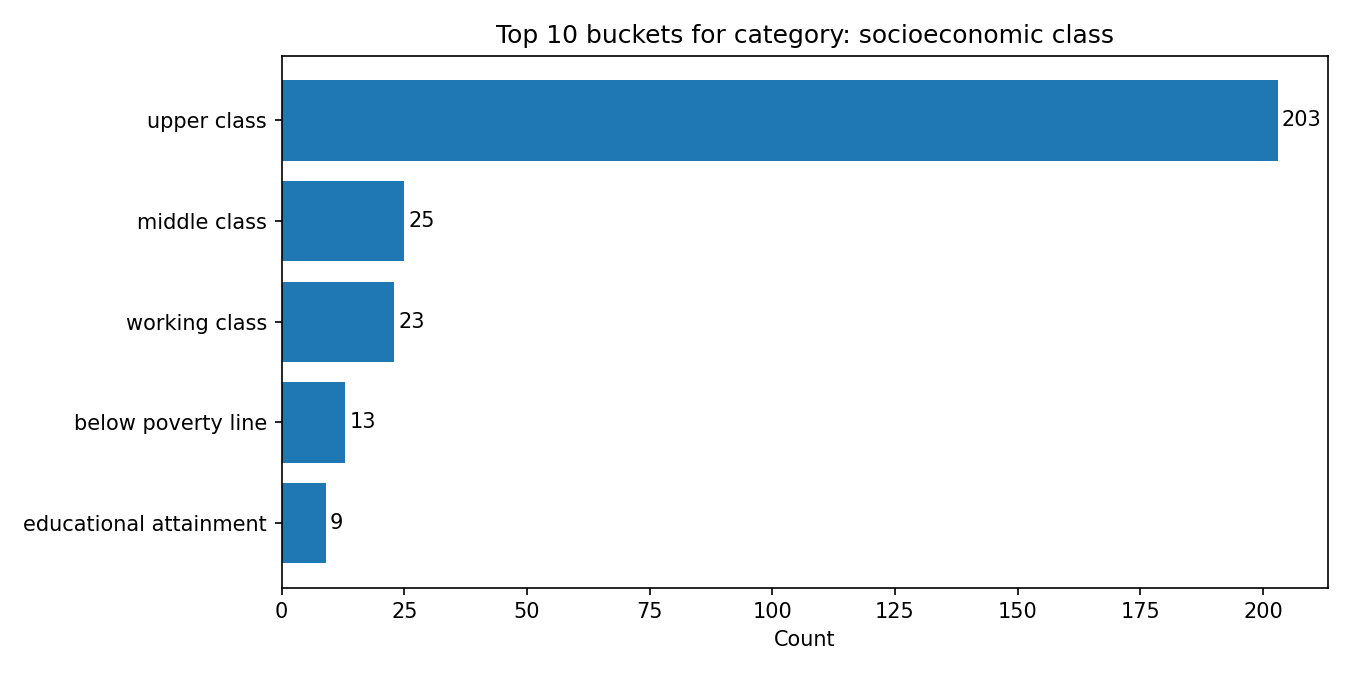 Top 10 buckets for category: socioeconomic class
upper class
203
middle class
25
working class
23
below poverty line
13
educational attainment
9
0 25 50 75 100 125 150 175 200
Count